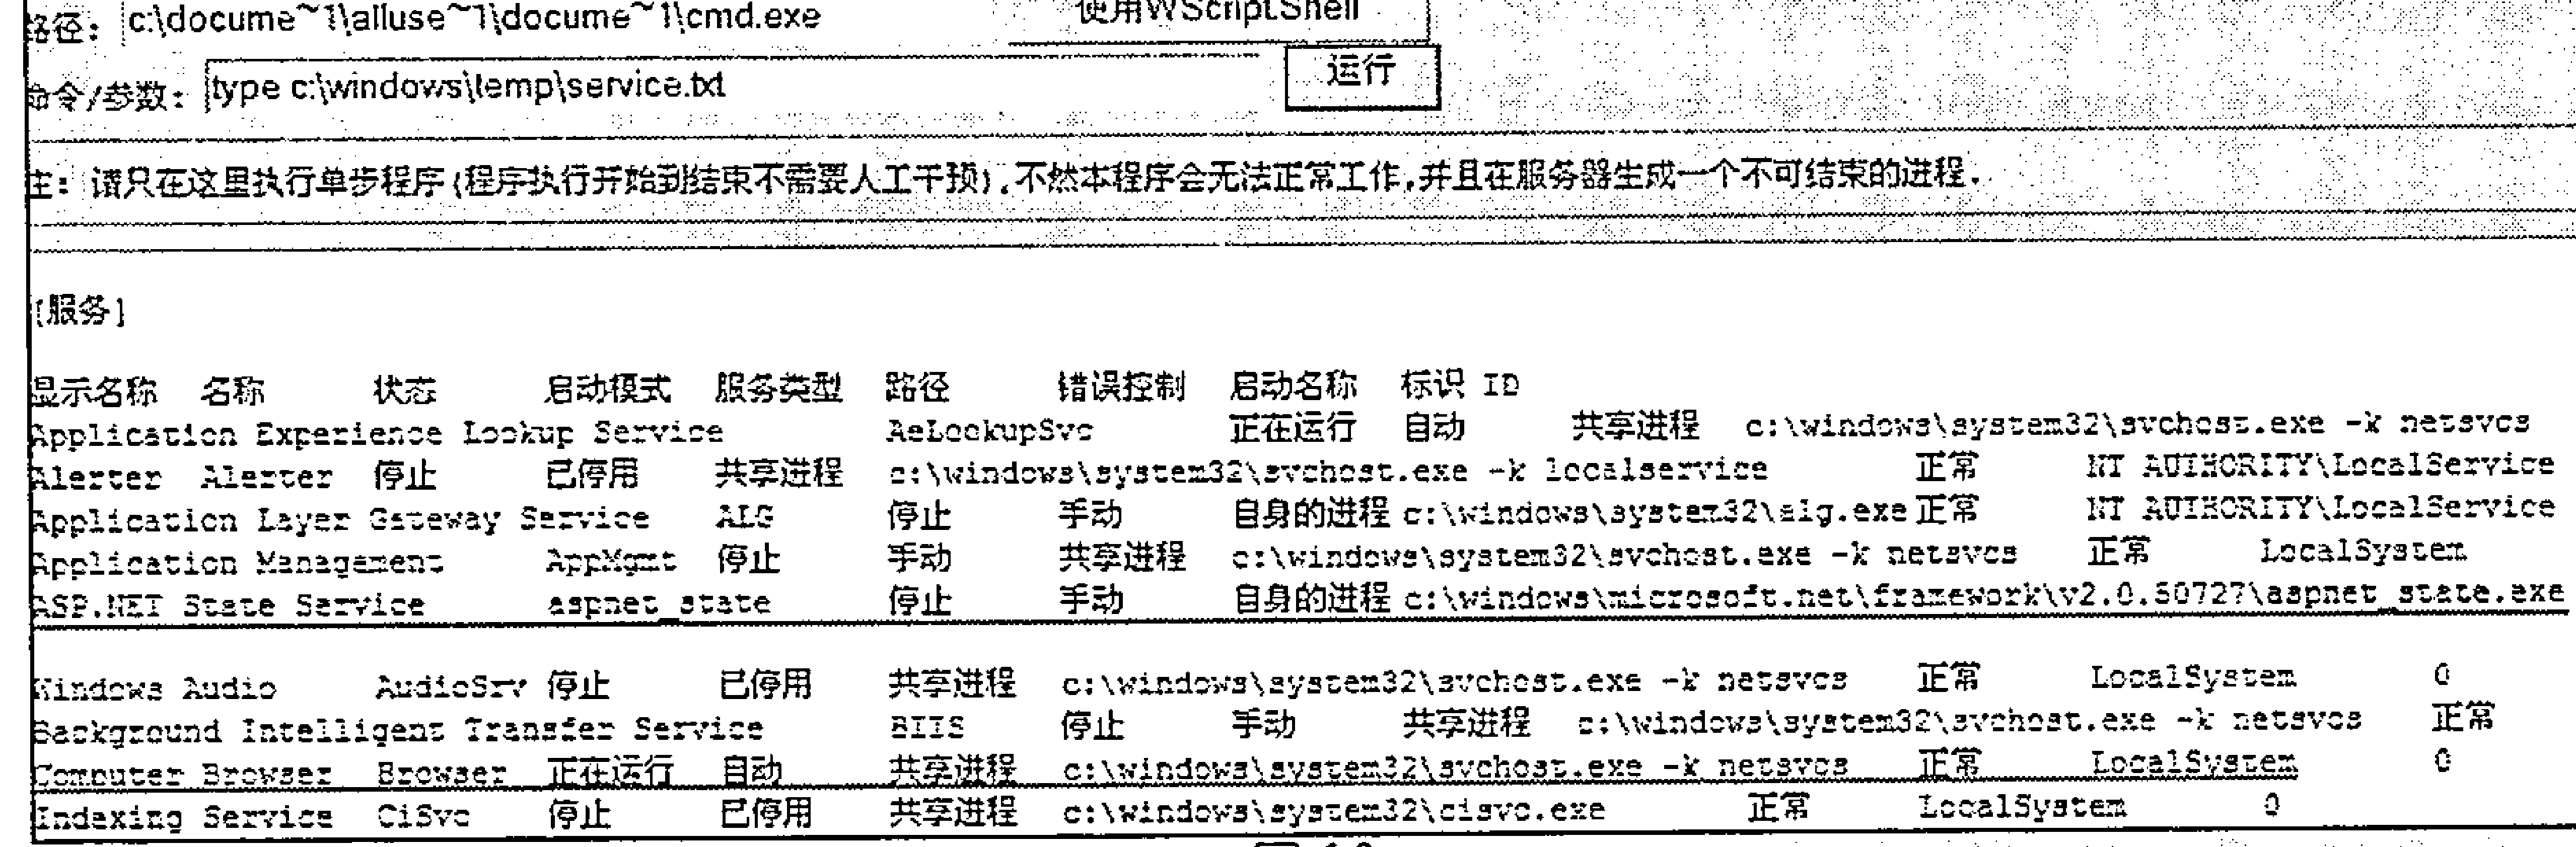 路径: c:\docume~1\alluse~1\docume~1\cmd.exe 使用WScript.Shell
命令/参数: type c:\windows\temp\service.txt 运行
注: 请只在这里执行单步程序(程序执行开始到结束不需要人工干预),不然本程序会无法正常工作,并且在服务器生成一个不可结束的进程.
[服务]
显示名称 名称 状态 启动模式 服务类型 路径 错误控制 启动名称 标识 ID
Application Experience Lookup Service AeLookupSvc 正在运行 自动 共享进程 c:\windows\system32\svchost.exe -k netsvcs
Alerter Alerter 停止 已停用 共享进程 c:\windows\system32\svchost.exe -k localservice 正常 NT AUTHORITY\LocalService
Application Layer Gateway Service ALG 停止 手动 自身的进程 c:\windows\system32\alg.exe 正常 NT AUTHORITY\LocalService
Application Management AppMgmt 停止 手动 共享进程 c:\windows\system32\svchost.exe -k netsvcs 正常 LocalSystem
ASP.NET State Service aspnet_state 停止 手动 自身的进程 c:\windows\microsoft.net\framework\v2.0.50727\aspnet_state.exe
Windows Audio AudioSrv 停止 已停用 共享进程 c:\windows\system32\svchost.exe -k netsvcs 正常 LocalSystem 0
Background Intelligent Transfer Service BITS 停止 手动 共享进程 c:\windows\system32\svchost.exe -k netsvcs 正常
Computer Browser Browser 正在运行 自动 共享进程 c:\windows\system32\svchost.exe -k netsvcs 正常 LocalSystem 0
Indexing Service CiSvc 停止 已停用 共享进程 c:\windows\system32\cisvc.exe 正常 LocalSystem 0